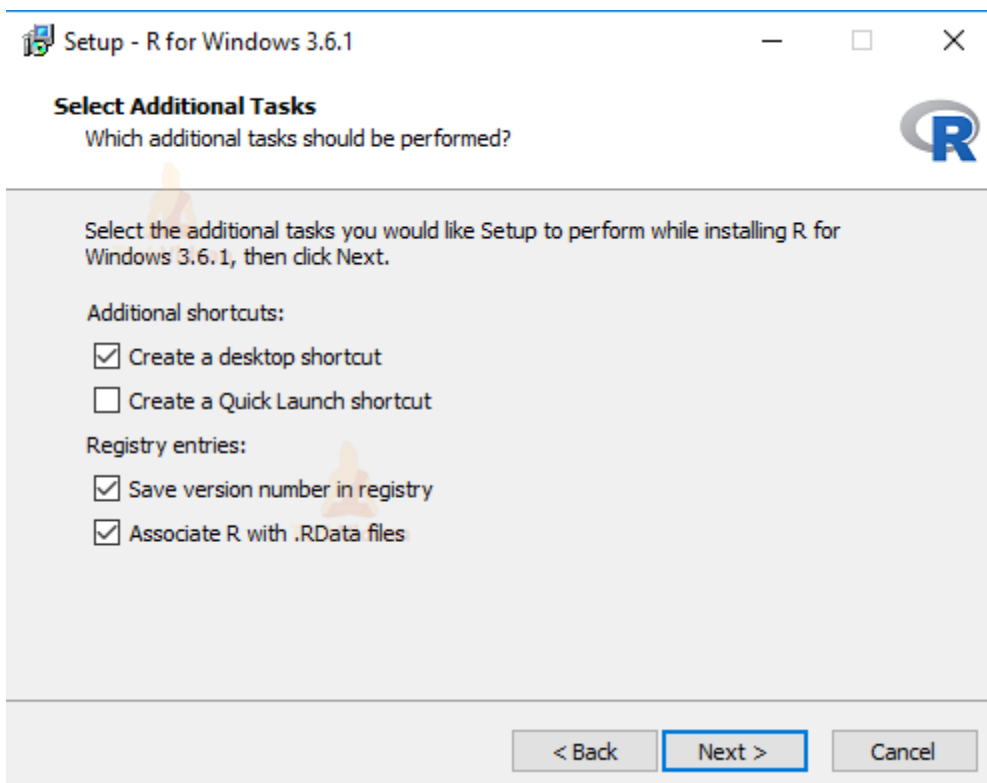 Setup - R for Windows 3.6.1
Select Additional Tasks
Which additional tasks should be performed?
R
Select the additional tasks you would like Setup to perform while installing R for
Windows 3.6.1, then click Next.
Additional shortcuts:
Create a desktop shortcut
Create a Quick Launch shortcut
Registry entries:
Save version number in registry
Associate R with .RData files
< Back
Next >
Cancel